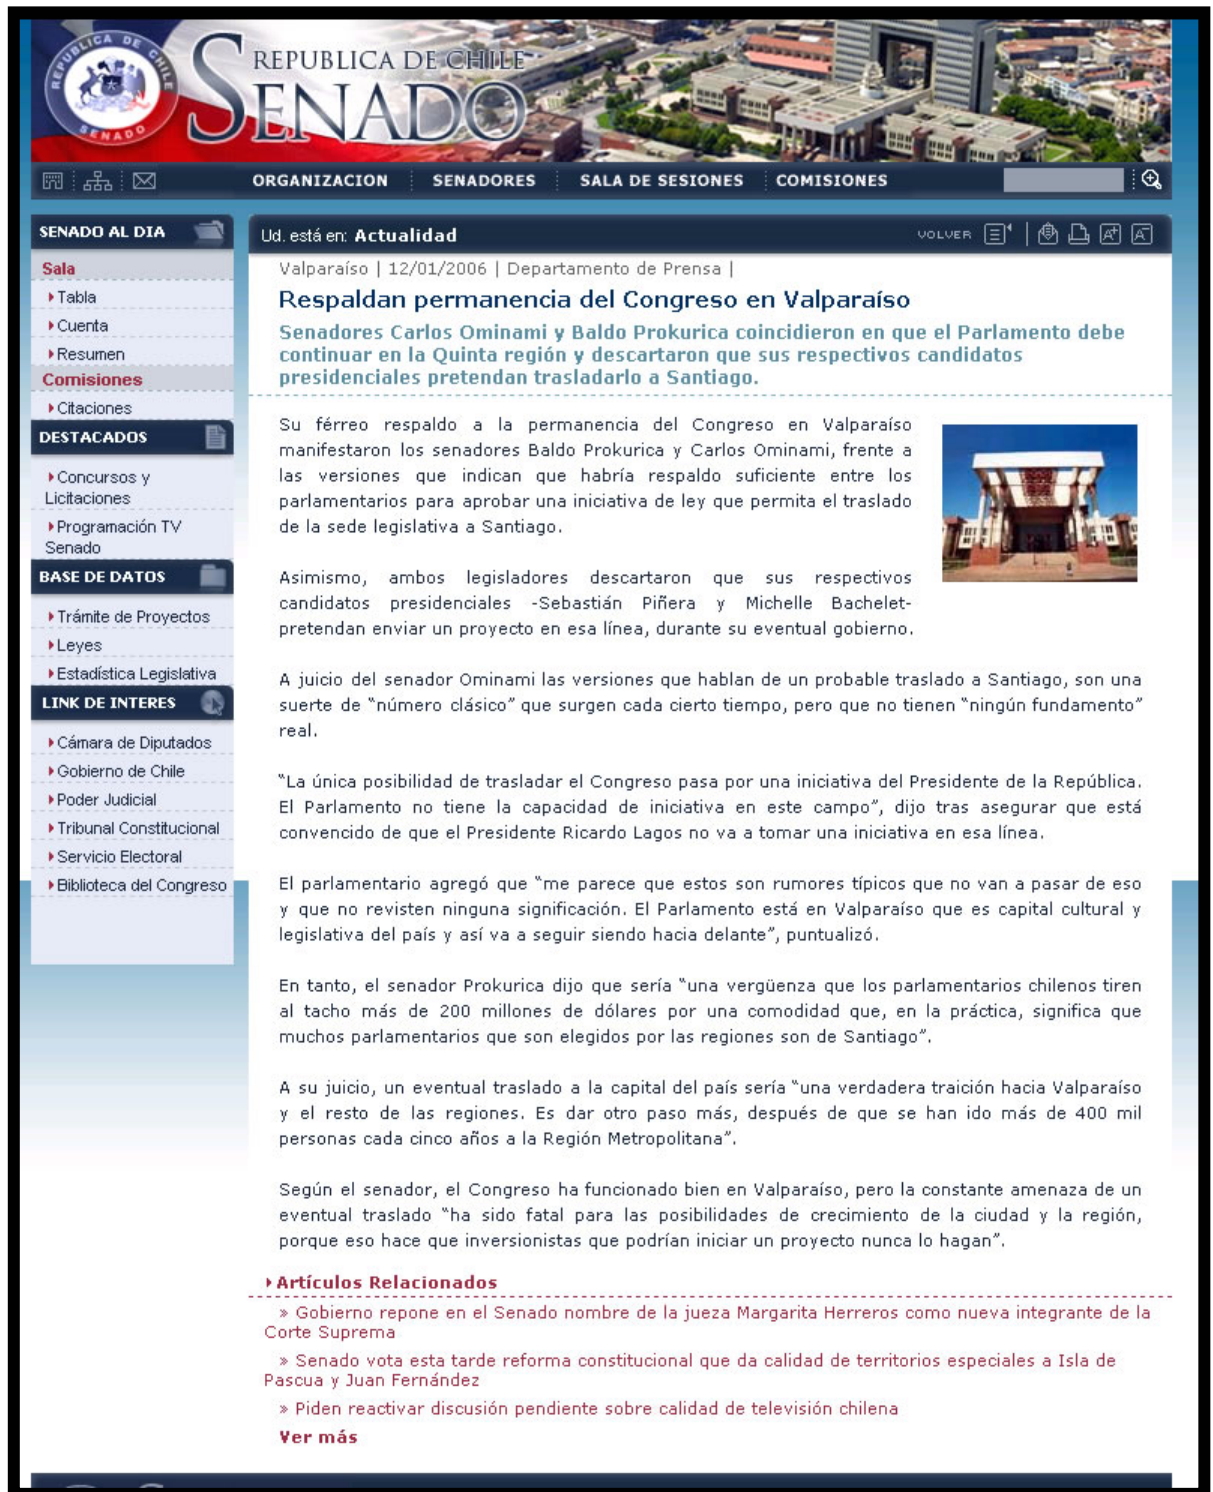 REPUBLICA DE CHILE
SENADO
REPUBLICA DE CHILE
SENADO
ORGANIZACION
SENADORES
SALA DE SESIONES
COMISIONES
SENADO AL DIA
Sala
Tabla
Cuenta
Resumen
Comisiones
Citaciones
DESTACADOS
Concursos y
Licitaciones
Programación TV
Senado
BASE DE DATOS
Trámite de Proyectos
Leyes
Estadística Legislativa
LINK DE INTERES
Cámara de Diputados
Gobierno de Chile
Poder Judicial
Tribunal Constitucional
Servicio Electoral
Biblioteca del Congreso
Ud. está en: Actualidad
VOLVER
A+
A-
Valparaíso | 12/01/2006 | Departamento de Prensa |
Respaldan permanencia del Congreso en Valparaíso
Senadores Carlos Ominami y Baldo Prokurica coincidieron en que el Parlamento debe
continuar en la Quinta región y descartaron que sus respectivos candidatos
presidenciales pretendan trasladarlo a Santiago.
Su férreo respaldo a la permanencia del Congreso en Valparaíso
manifestaron los senadores Baldo Prokurica y Carlos Ominami, frente a
las versiones que indican que habría respaldo suficiente entre los
parlamentarios para aprobar una iniciativa de ley que permita el traslado
de la sede legislativa a Santiago.
Asimismo, ambos legisladores descartaron que sus respectivos
candidatos presidenciales -Sebastián Piñera y Michelle Bachelet-
pretendan enviar un proyecto en esa línea, durante su eventual gobierno.
A juicio del senador Ominami las versiones que hablan de un probable traslado a Santiago, son una
suerte de “número clásico” que surgen cada cierto tiempo, pero que no tienen “ningún fundamento”
real.
“La única posibilidad de trasladar el Congreso pasa por una iniciativa del Presidente de la República.
El Parlamento no tiene la capacidad de iniciativa en este campo”, dijo tras asegurar que está
convencido de que el Presidente Ricardo Lagos no va a tomar una iniciativa en esa línea.
El parlamentario agregó que “me parece que estos son rumores típicos que no van a pasar de eso
y que no revisten ninguna significación. El Parlamento está en Valparaíso que es capital cultural y
legislativa del país y así va a seguir siendo hacia delante”, puntualizó.
En tanto, el senador Prokurica dijo que sería “una vergüenza que los parlamentarios chilenos tiren
al tacho más de 200 millones de dólares por una comodidad que, en la práctica, significa que
muchos parlamentarios que son elegidos por las regiones son de Santiago”.
A su juicio, un eventual traslado a la capital del país sería “una verdadera traición hacia Valparaíso
y el resto de las regiones. Es dar otro paso más, después de que se han ido más de 400 mil
personas cada cinco años a la Región Metropolitana”.
Según el senador, el Congreso ha funcionado bien en Valparaíso, pero la constante amenaza de un
eventual traslado “ha sido fatal para las posibilidades de crecimiento de la ciudad y la región,
porque eso hace que inversionistas que podrían iniciar un proyecto nunca lo hagan”.
Artículos Relacionados
» Gobierno repone en el Senado nombre de la jueza Margarita Herreros como nueva integrante de la
Corte Suprema
» Senado vota esta tarde reforma constitucional que da calidad de territorios especiales a Isla de
Pascua y Juan Fernández
» Piden reactivar discusión pendiente sobre calidad de televisión chilena
Ver más